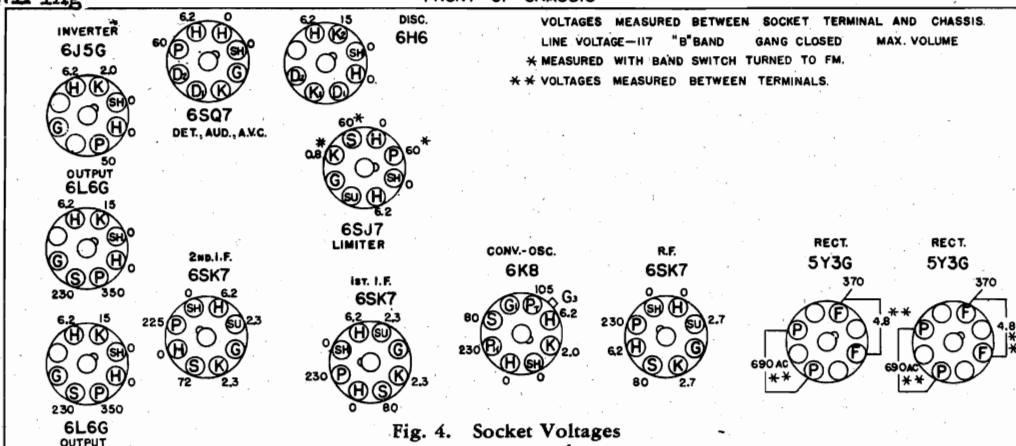 FRONT OF CHASSIS
VOLTAGES MEASURED BETWEEN SOCKET TERMINAL AND CHASSIS.
LINE VOLTAGE—117 "B" BAND GANG CLOSED MAX. VOLUME
* MEASURED WITH BAND SWITCH TURNED TO FM.
** VOLTAGES MEASURED BETWEEN TERMINALS.
INVERTER
6J5G
6.2 2.0
H K
SH 0
G H 0
P
50
6.2 0
H H
60 P SH 0
D2 G
D1 K
6SQ7
DET., AUD., A.V.C.
DISC.
6H6
6.2 15
H K2
SH 0
D2 H 0
K1 D1
60* 0
S H
* 0.8 K P 60*
G SH 0
SU H
6.2
6SJ7
LIMITER
OUTPUT
6L6G
6.2 15
H K
SH 0
G H 0
S P
230 350
6.2 15
H K
SH 0
G H 0
S P
230 350
6L6G
OUTPUT
2ND. I.F.
6SK7
0 6.2
SH H
225 P SU 2.3
0 H G
S K
72 2.3
1ST. I.F.
6SK7
6.2 2.3
H SU
0 SH G
230 P K 2.3
H S
0 80
CONV.-OSC.
6K8
105 G3
G1 P2 6.2
80 S H
230 P1 K 2.0
H SH
0 0
R.F.
6SK7
0 0
SH H
230 P SU 2.7
6.2 H G
S K
80 2.7
RECT.
5Y3G
370
F
P 4.8 **
F
690 AC P
**
RECT.
5Y3G
370
F
P 4.8 **
F
690 AC P
**
Fig. 4. Socket Voltages